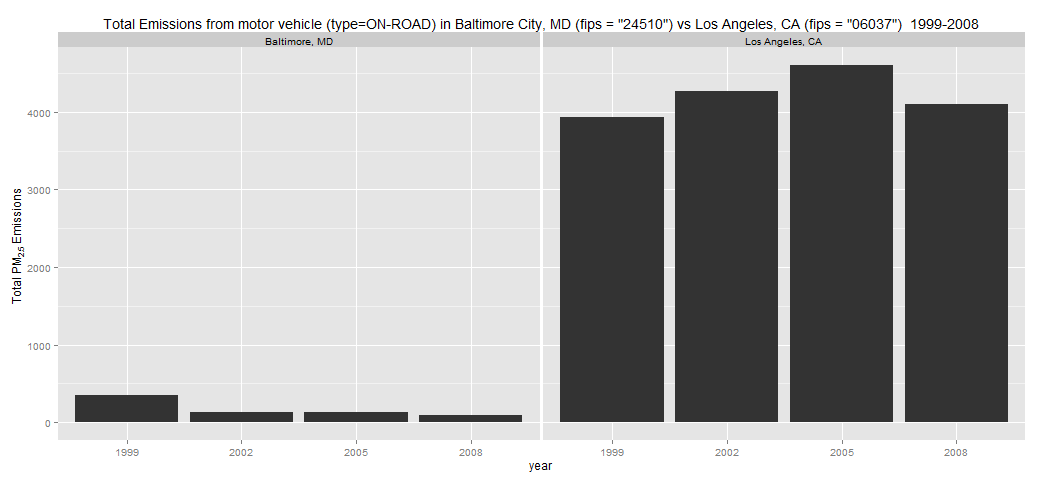 Total Emissions from motor vehicle (type=ON-ROAD) in Baltimore City, MD (fips = "24510") vs Los Angeles, CA (fips = "06037")  1999-2008
Baltimore, MD
Los Angeles, CA
Total PM2.5 Emissions
4000
3000
2000
1000
0
1999
2002
2005
2008
1999
2002
2005
2008
year